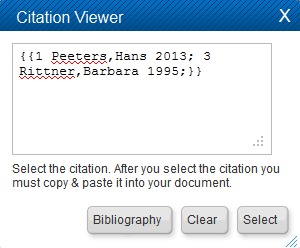 Citation Viewer X
{{1 Peeters,Hans 2013; 3
Rittner,Barbara 1995;}}
Select the citation. After you select the citation you
must copy & paste it into your document.
Bibliography Clear Select